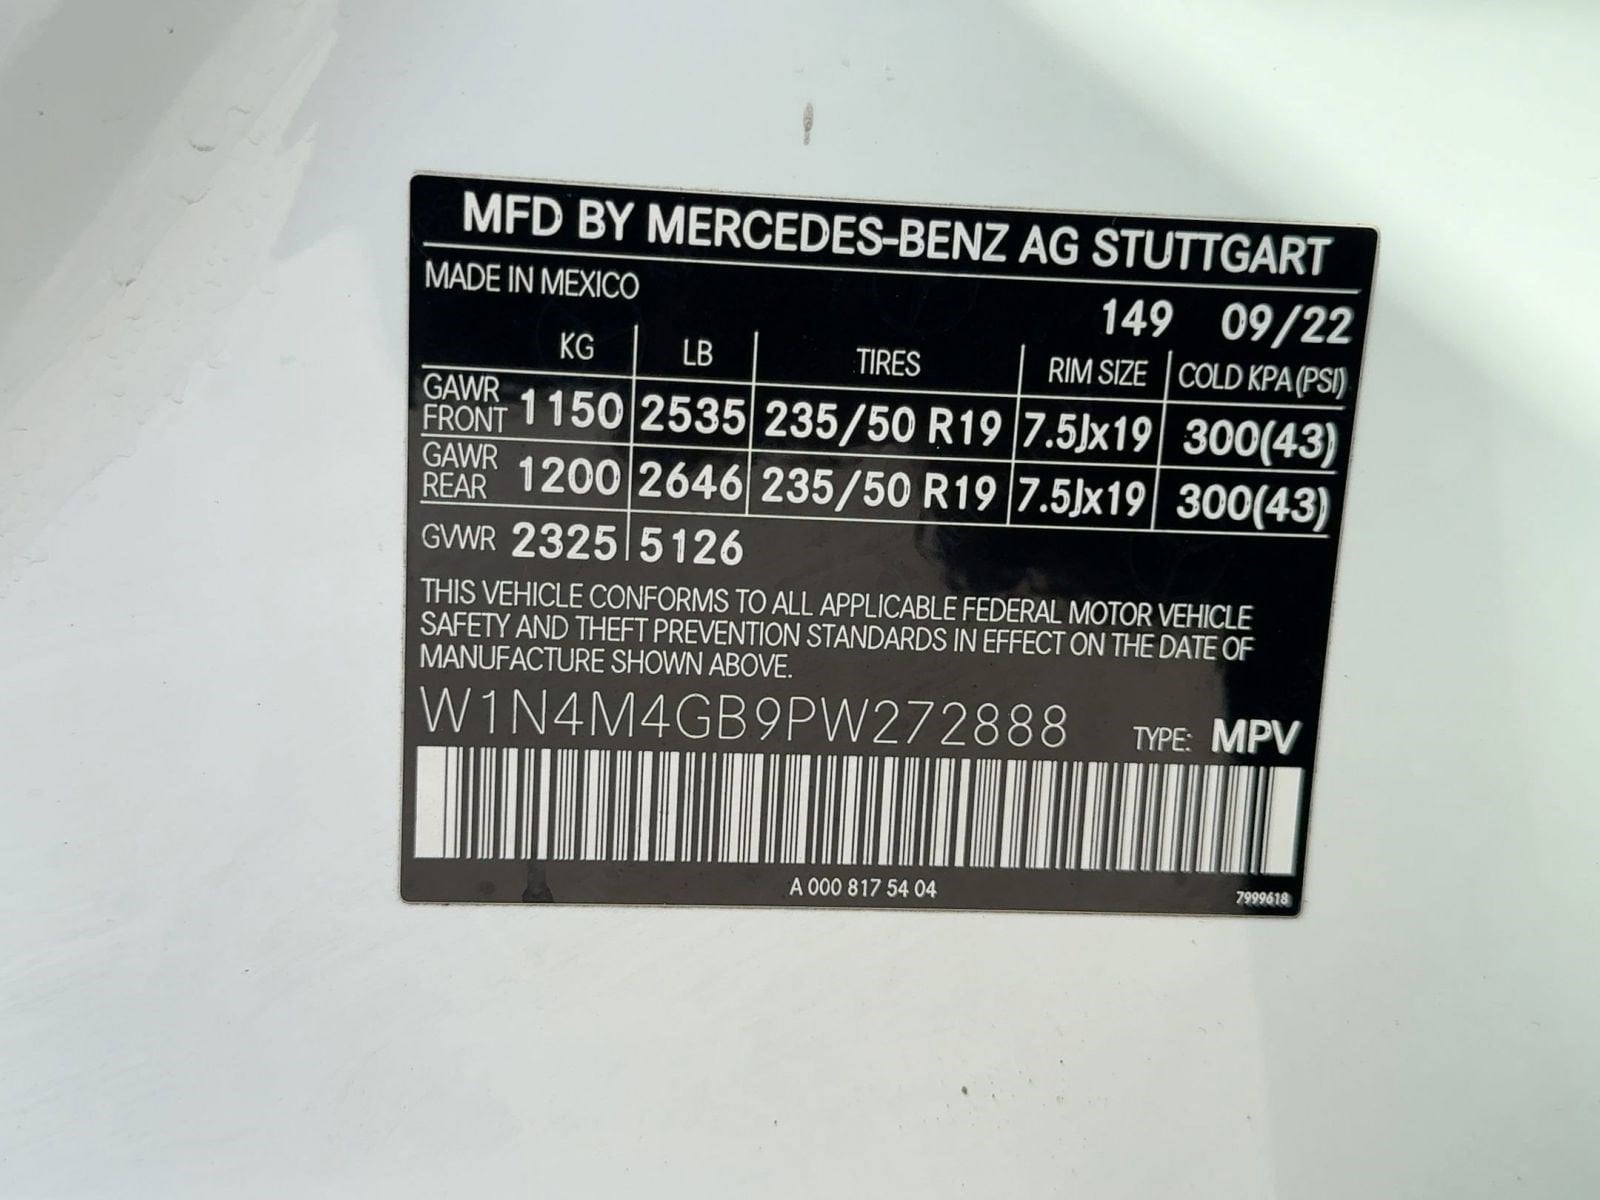 MFD BY MERCEDES-BENZ AG STUTTGART
MADE IN MEXICO
149 09/22
KG LB TIRES RIM SIZE COLD KPA (PSI)
GAWR FRONT 1150 2535 235/50 R19 7.5Jx19 300(43)
GAWR REAR 1200 2646 235/50 R19 7.5Jx19 300(43)
GVWR 2325 5126
THIS VEHICLE CONFORMS TO ALL APPLICABLE FEDERAL MOTOR VEHICLE
SAFETY AND THEFT PREVENTION STANDARDS IN EFFECT ON THE DATE OF
MANUFACTURE SHOWN ABOVE.
W1N4M4GB9PW272888 TYPE: MPV
A 000 817 54 04
7999618